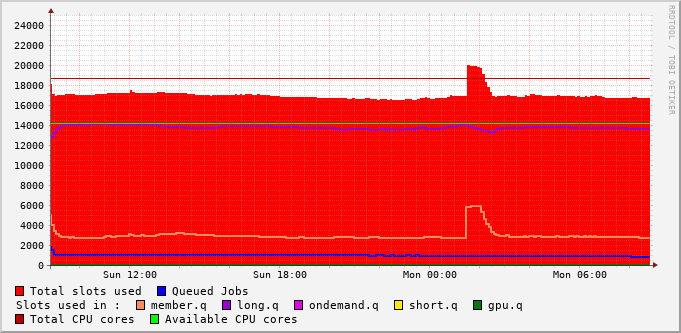 RRDTOOL / TOBI OETIKER
24000
22000
20000
18000
16000
14000
12000
10000
8000
6000
4000
2000
0
Sun 12:00 Sun 18:00 Mon 00:00 Mon 06:00
Total slots used Queued Jobs
Slots used in : member.q long.q ondemand.q short.q gpu.q
Total CPU cores Available CPU cores